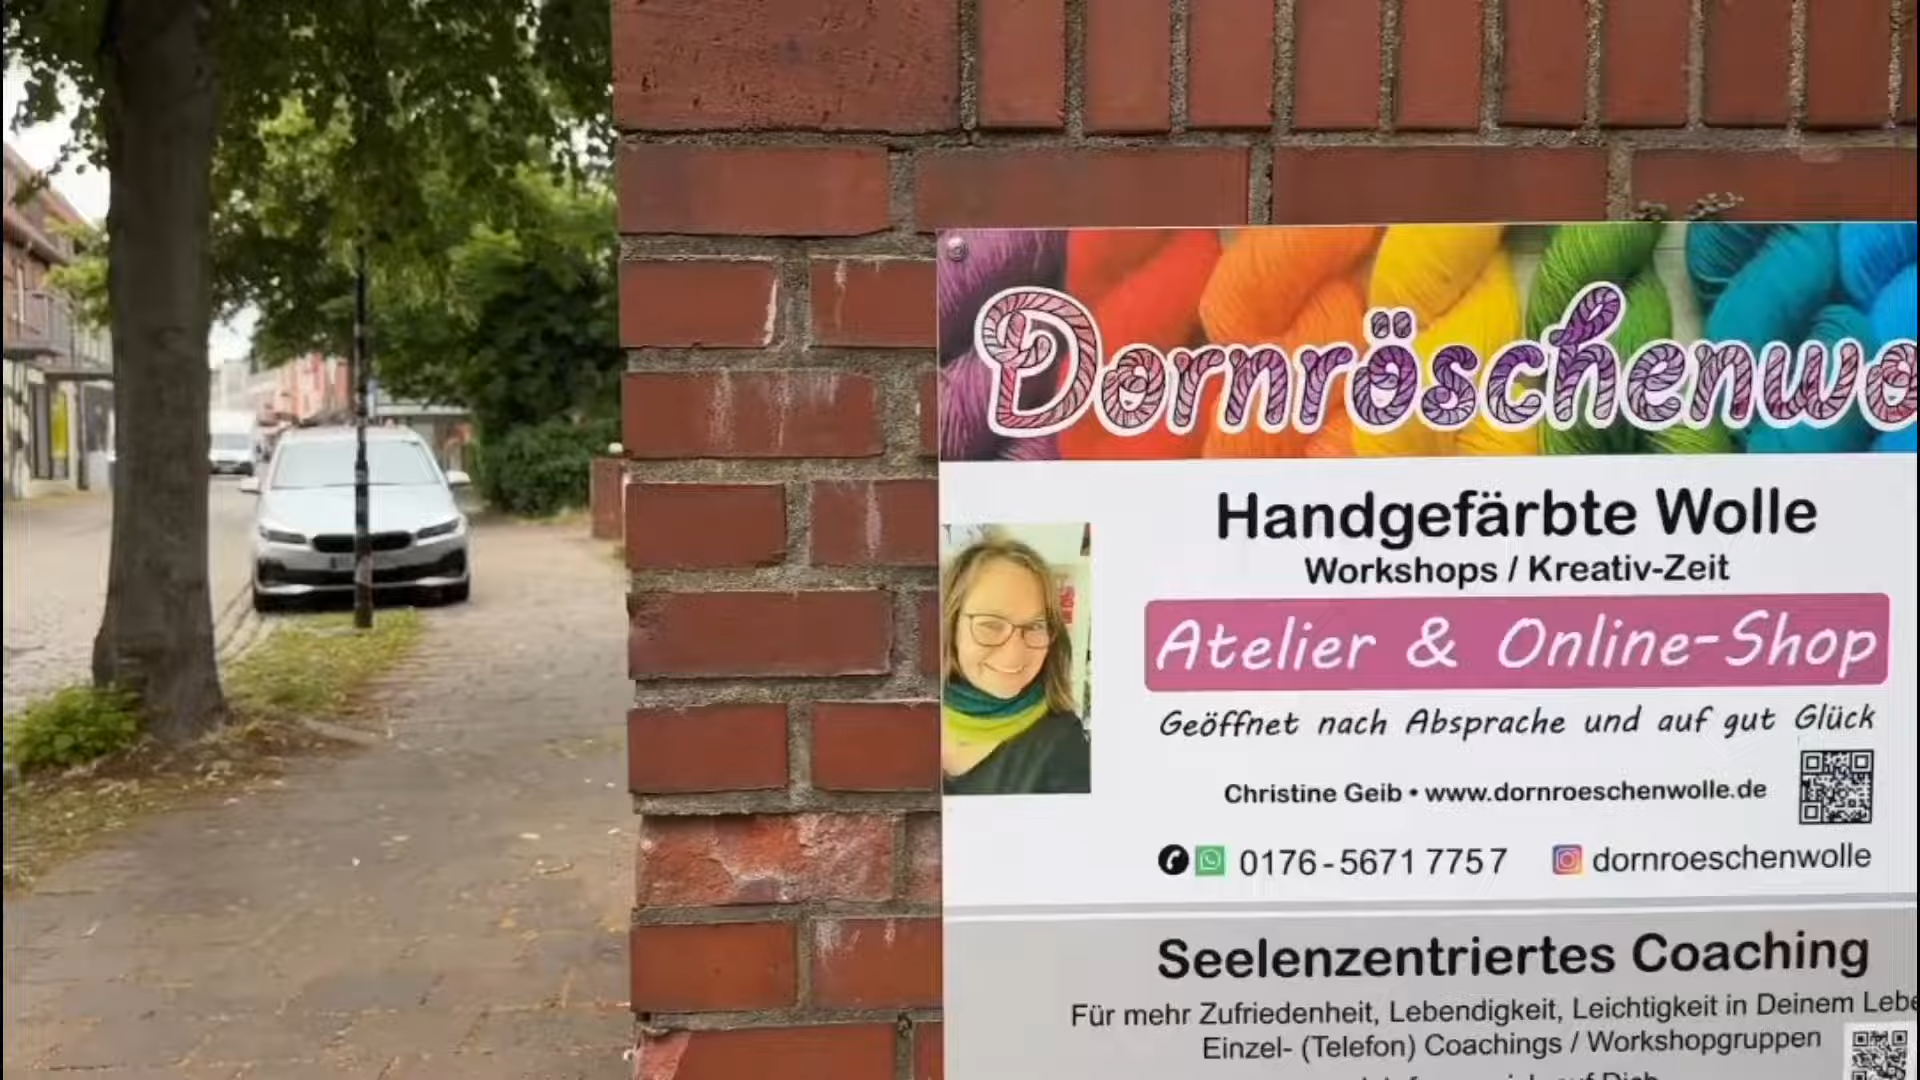 Dornröschenwo
Handgefärbte Wolle
Workshops / Kreativ-Zeit
Atelier & Online-Shop
Geöffnet nach Absprache und auf gut Glück
Christine Geib • www.dornroeschenwolle.de
0176-5671 7757
dornroeschenwolle
Seelenzentriertes Coaching
Für mehr Zufriedenheit, Lebendigkeit, Leichtigkeit in Deinem Lebe
Einzel- (Telefon) Coachings / Workshopgruppen